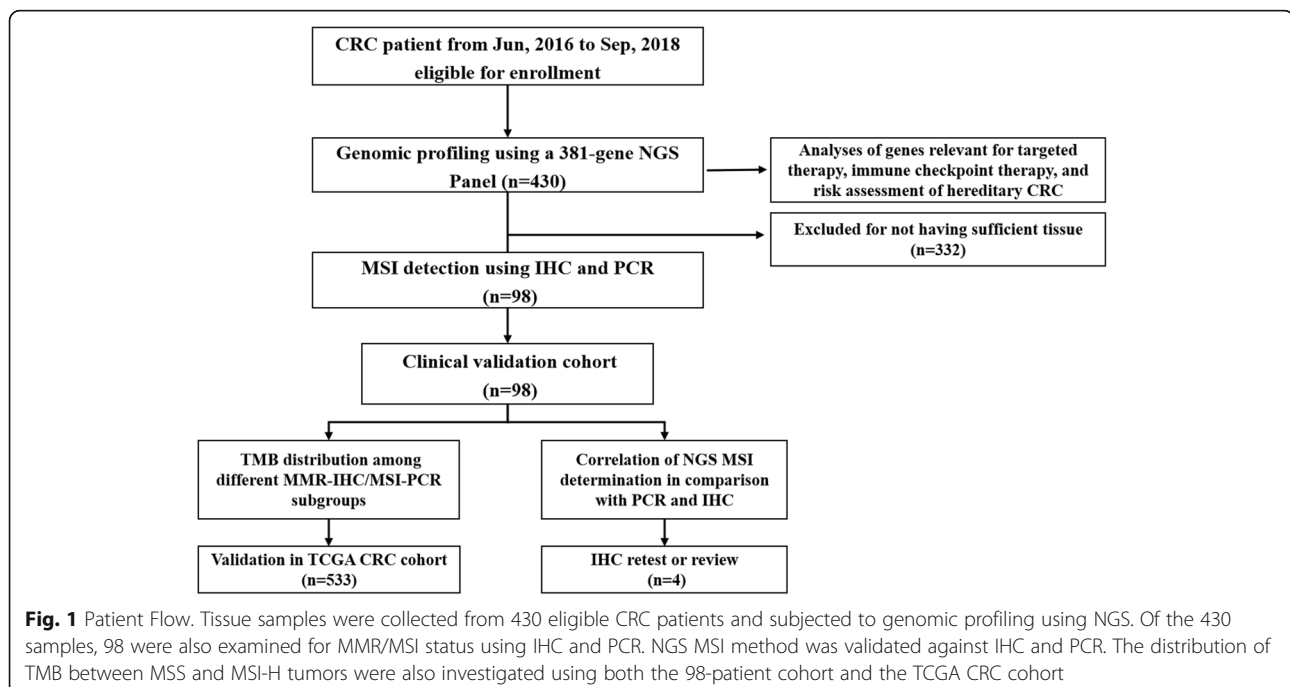 CRC patient from Jun, 2016 to Sep, 2018
eligible for enrollment
Genomic profiling using a 381-gene NGS
Panel (n=430)
Analyses of genes relevant for targeted
therapy, immune checkpoint therapy, and
risk assessment of hereditary CRC
Excluded for not having sufficient tissue
(n=332)
MSI detection using IHC and PCR
(n=98)
Clinical validation cohort
(n=98)
TMB distribution among
different MMR-IHC/MSI-PCR
subgroups
Correlation of NGS MSI
determination in comparison
with PCR and IHC
Validation in TCGA CRC cohort
(n=533)
IHC retest or review
(n=4)
Fig. 1 Patient Flow. Tissue samples were collected from 430 eligible CRC patients and subjected to genomic profiling using NGS. Of the 430
samples, 98 were also examined for MMR/MSI status using IHC and PCR. NGS MSI method was validated against IHC and PCR. The distribution of
TMB between MSS and MSI-H tumors were also investigated using both the 98-patient cohort and the TCGA CRC cohort